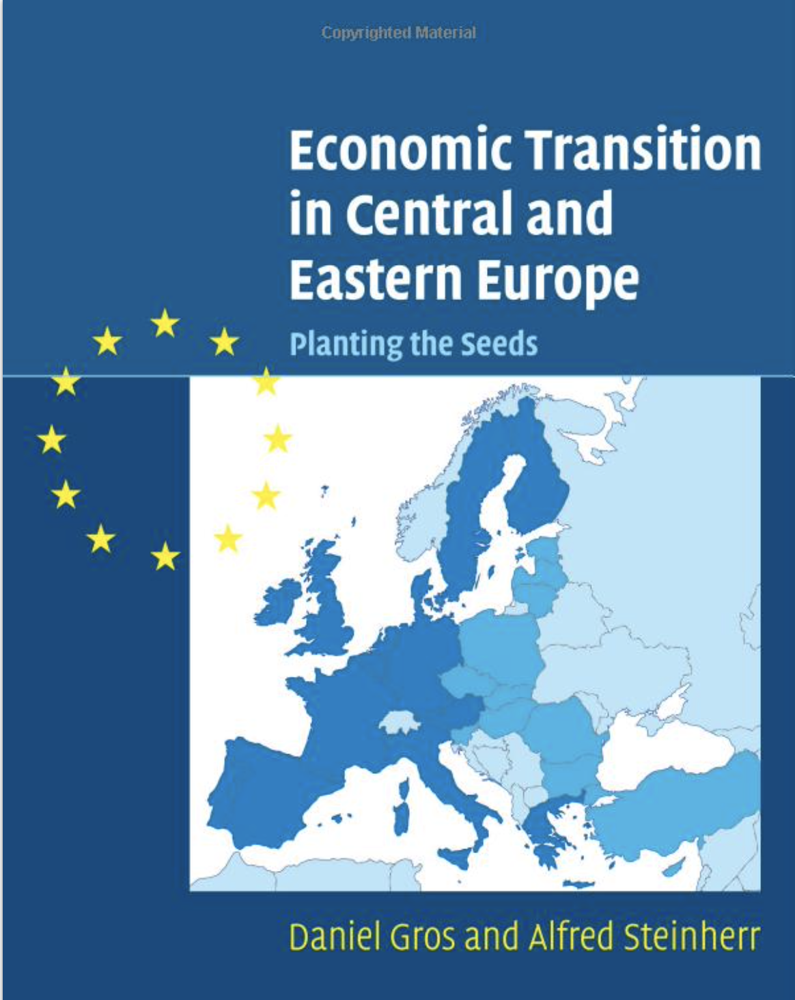 Copyrighted Material
Economic Transition
in Central and
Eastern Europe
Planting the Seeds
Daniel Gros and Alfred Steinherr